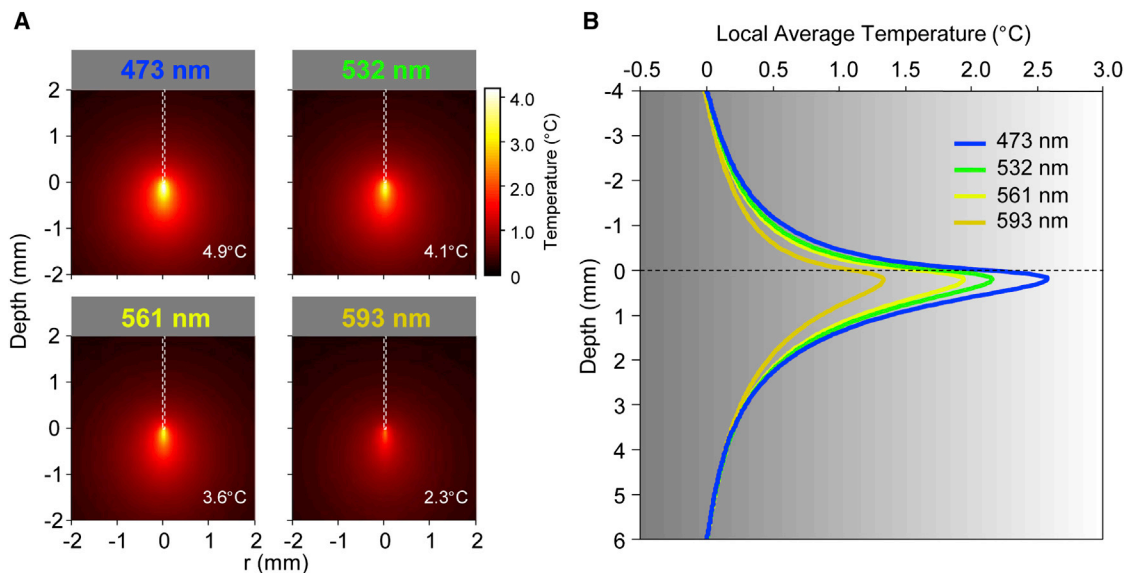 A
473 nm
532 nm
2
1
0
-1
-2
4.9°C
4.1°C
4.0
3.0
2.0
1.0
0
Temperature (°C)
Depth (mm)
561 nm
593 nm
2
1
0
-1
-2
3.6°C
2.3°C
-2 -1 0 1 2
-2 -1 0 1 2
r (mm)
B
Local Average Temperature (°C)
-0.5 0 0.5 1.0 1.5 2.0 2.5 3.0
-4
-3
-2
-1
0
1
2
3
4
5
6
Depth (mm)
473 nm
532 nm
561 nm
593 nm